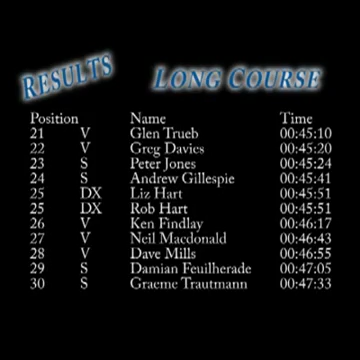 RESULTS LONG COURSE
Position Name Time
21 V Glen Trueb 00:45:10
22 V Greg Davies 00:45:20
23 S Peter Jones 00:45:24
24 S Andrew Gillespie 00:45:41
25 DX Liz Hart 00:45:51
25 DX Rob Hart 00:45:51
26 V Ken Findlay 00:46:17
27 V Neil Macdonald 00:46:43
28 V Dave Mills 00:46:55
29 S Damian Feuilherade 00:47:05
30 S Graeme Trautmann 00:47:33